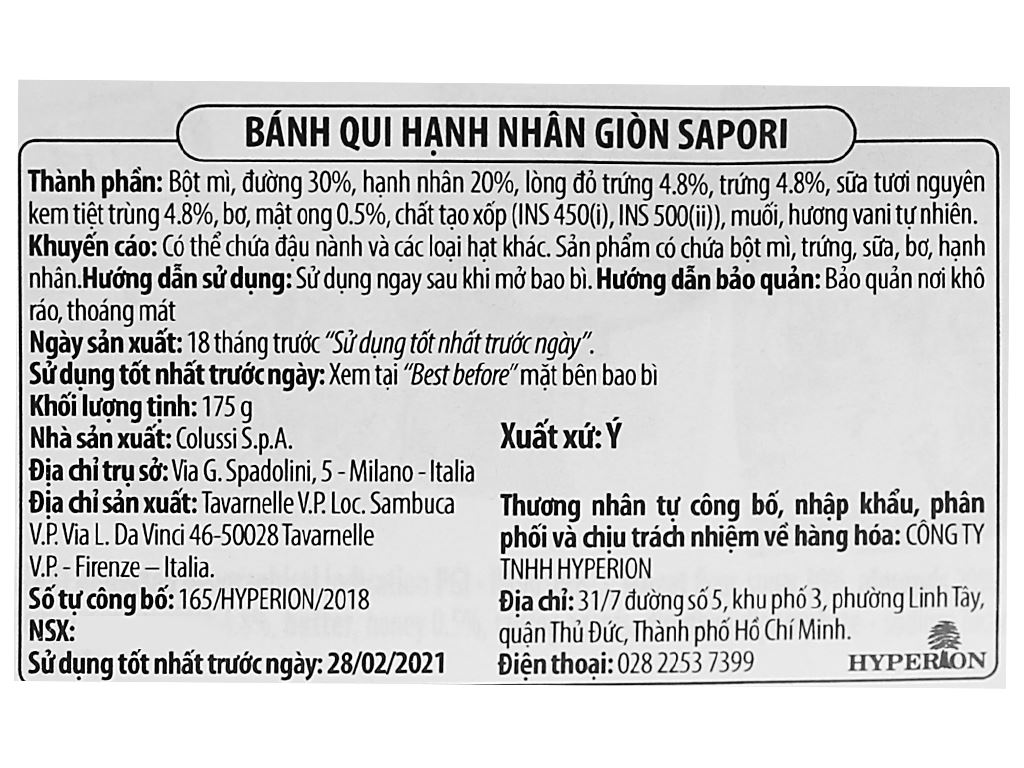 BÁNH QUI HẠNH NHÂN GIÒN SAPORI
Thành phần: Bột mì, đường 30%, hạnh nhân 20%, lòng đỏ trứng 4.8%, trứng 4.8%, sữa tươi nguyên
kem tiệt trùng 4.8%, bơ, mật ong 0.5%, chất tạo xốp (INS 450(i), INS 500(ii)), muối, hương vani tự nhiên.
Khuyến cáo: Có thể chứa đậu nành và các loại hạt khác. Sản phẩm có chứa bột mì, trứng, sữa, bơ, hạnh
nhân.Hướng dẫn sử dụng: Sử dụng ngay sau khi mở bao bì. Hướng dẫn bảo quản: Bảo quản nơi khô
ráo, thoáng mát
Ngày sản xuất: 18 tháng trước "Sử dụng tốt nhất trước ngày".
Sử dụng tốt nhất trước ngày: Xem tại "Best before" mặt bên bao bì
Khối lượng tịnh: 175 g
Nhà sản xuất: Colussi S.p.A.
Địa chỉ trụ sở: Via G. Spadolini, 5 - Milano - Italia
Địa chỉ sản xuất: Tavarnelle V.P. Loc. Sambuca
V.P. Via L. Da Vinci 46-50028 Tavarnelle
V.P. - Firenze – Italia.
Số tự công bố: 165/HYPERION/2018
NSX:
Sử dụng tốt nhất trước ngày: 28/02/2021
Xuất xứ: Ý
Thương nhân tự công bố, nhập khẩu, phân
phối và chịu trách nhiệm về hàng hóa: CÔNG TY
TNHH HYPERION
Địa chỉ: 31/7 đường số 5, khu phố 3, phường Linh Tây,
quận Thủ Đức, Thành phố Hồ Chí Minh.
Điện thoại: 028 2253 7399
HYPERION